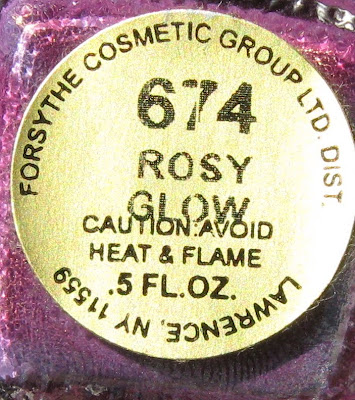 FORSYTHE COSMETIC GROUP LTD. DIST.
674
ROSY
GLOW
CAUTION:AVOID
HEAT & FLAME
.5 FL.OZ.
LAWRENCE, NY 11559